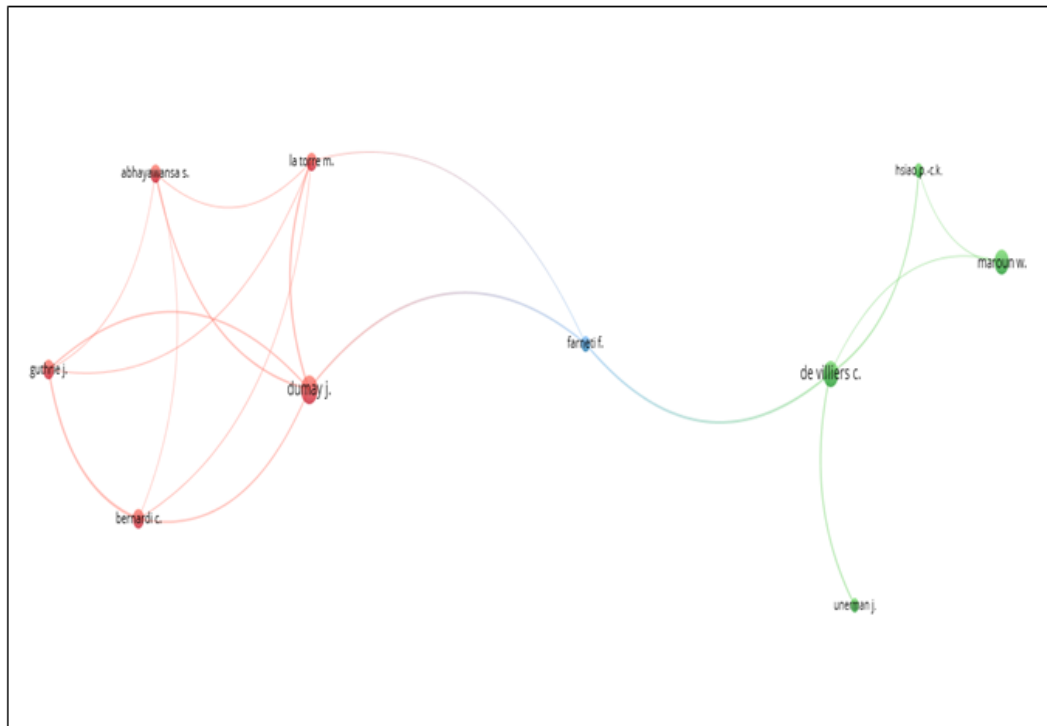 la torre m.
abhayawansa s.
hsiao p.-c.k.
maroun w.
farneti f.
guthrie j.
dumay j.
de villiers c.
bernardi c.
unerman j.